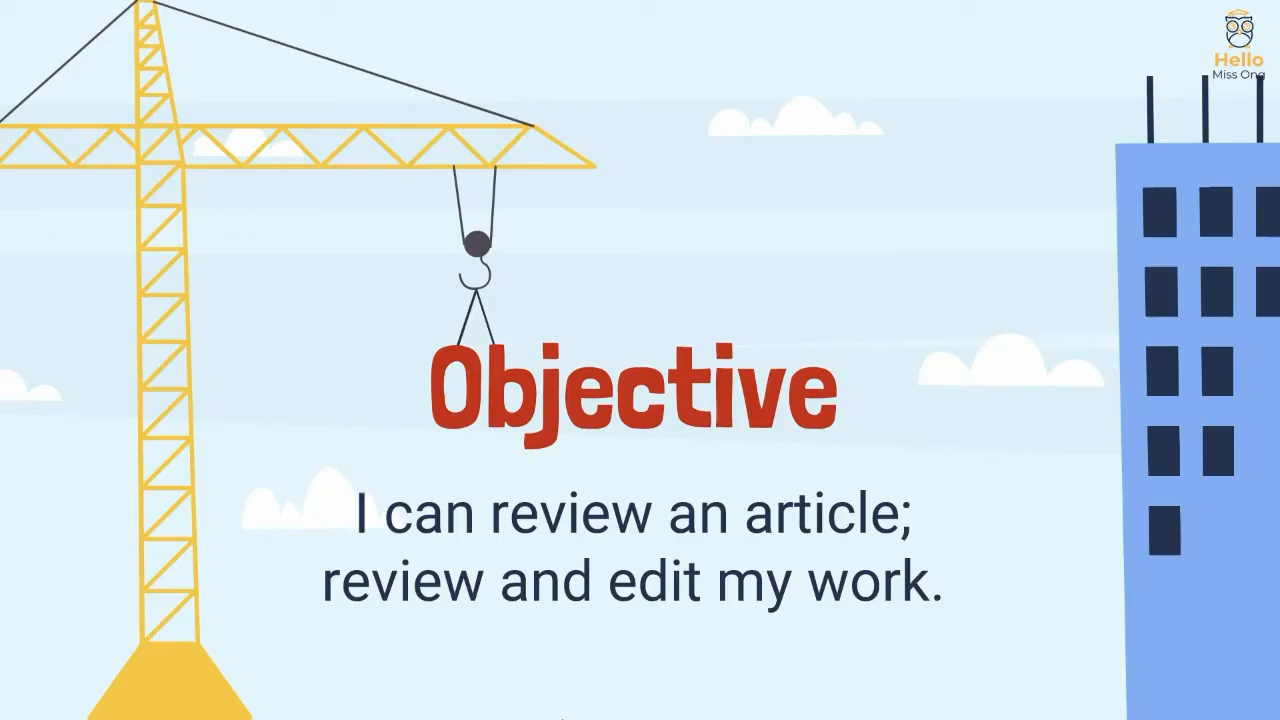 Hello
Miss Ong
Objective
I can review an article;
review and edit my work.